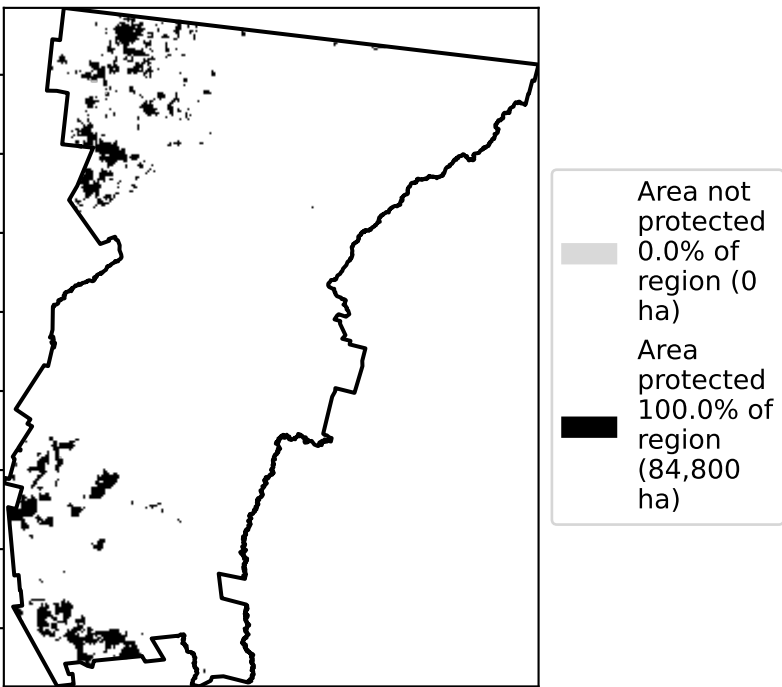 Area not
protected
0.0% of
region (0
ha)
Area
protected
100.0% of
region
(84,800
ha)